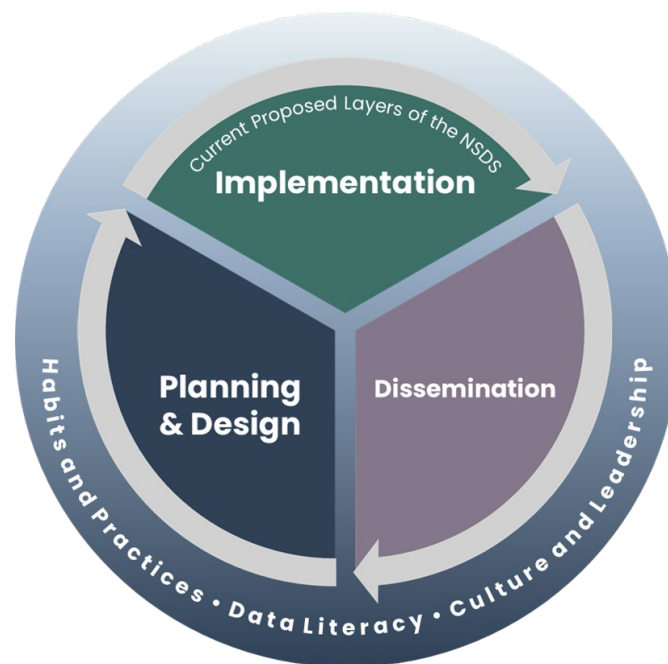 Current Proposed Layers of the NSDS
Implementation
Planning
& Design
Dissemination
Habits and Practices • Data Literacy • Culture and Leadership